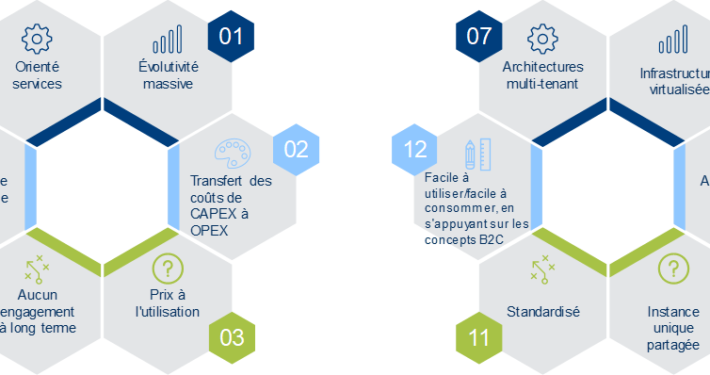 Orienté
services
Évolutivité
massive
01
02
Transfert des
coûts de
CAPEX à
OPEX
Aucun
engagement
à long terme
Prix à
l'utilisation
03
07
Architectures
multi-tenant
virtualisée
12
Facile à
utiliser/facile à
consommer, en
s'appuyant sur les
concepts B2C
Standardisé
11
Instance
unique
partagée